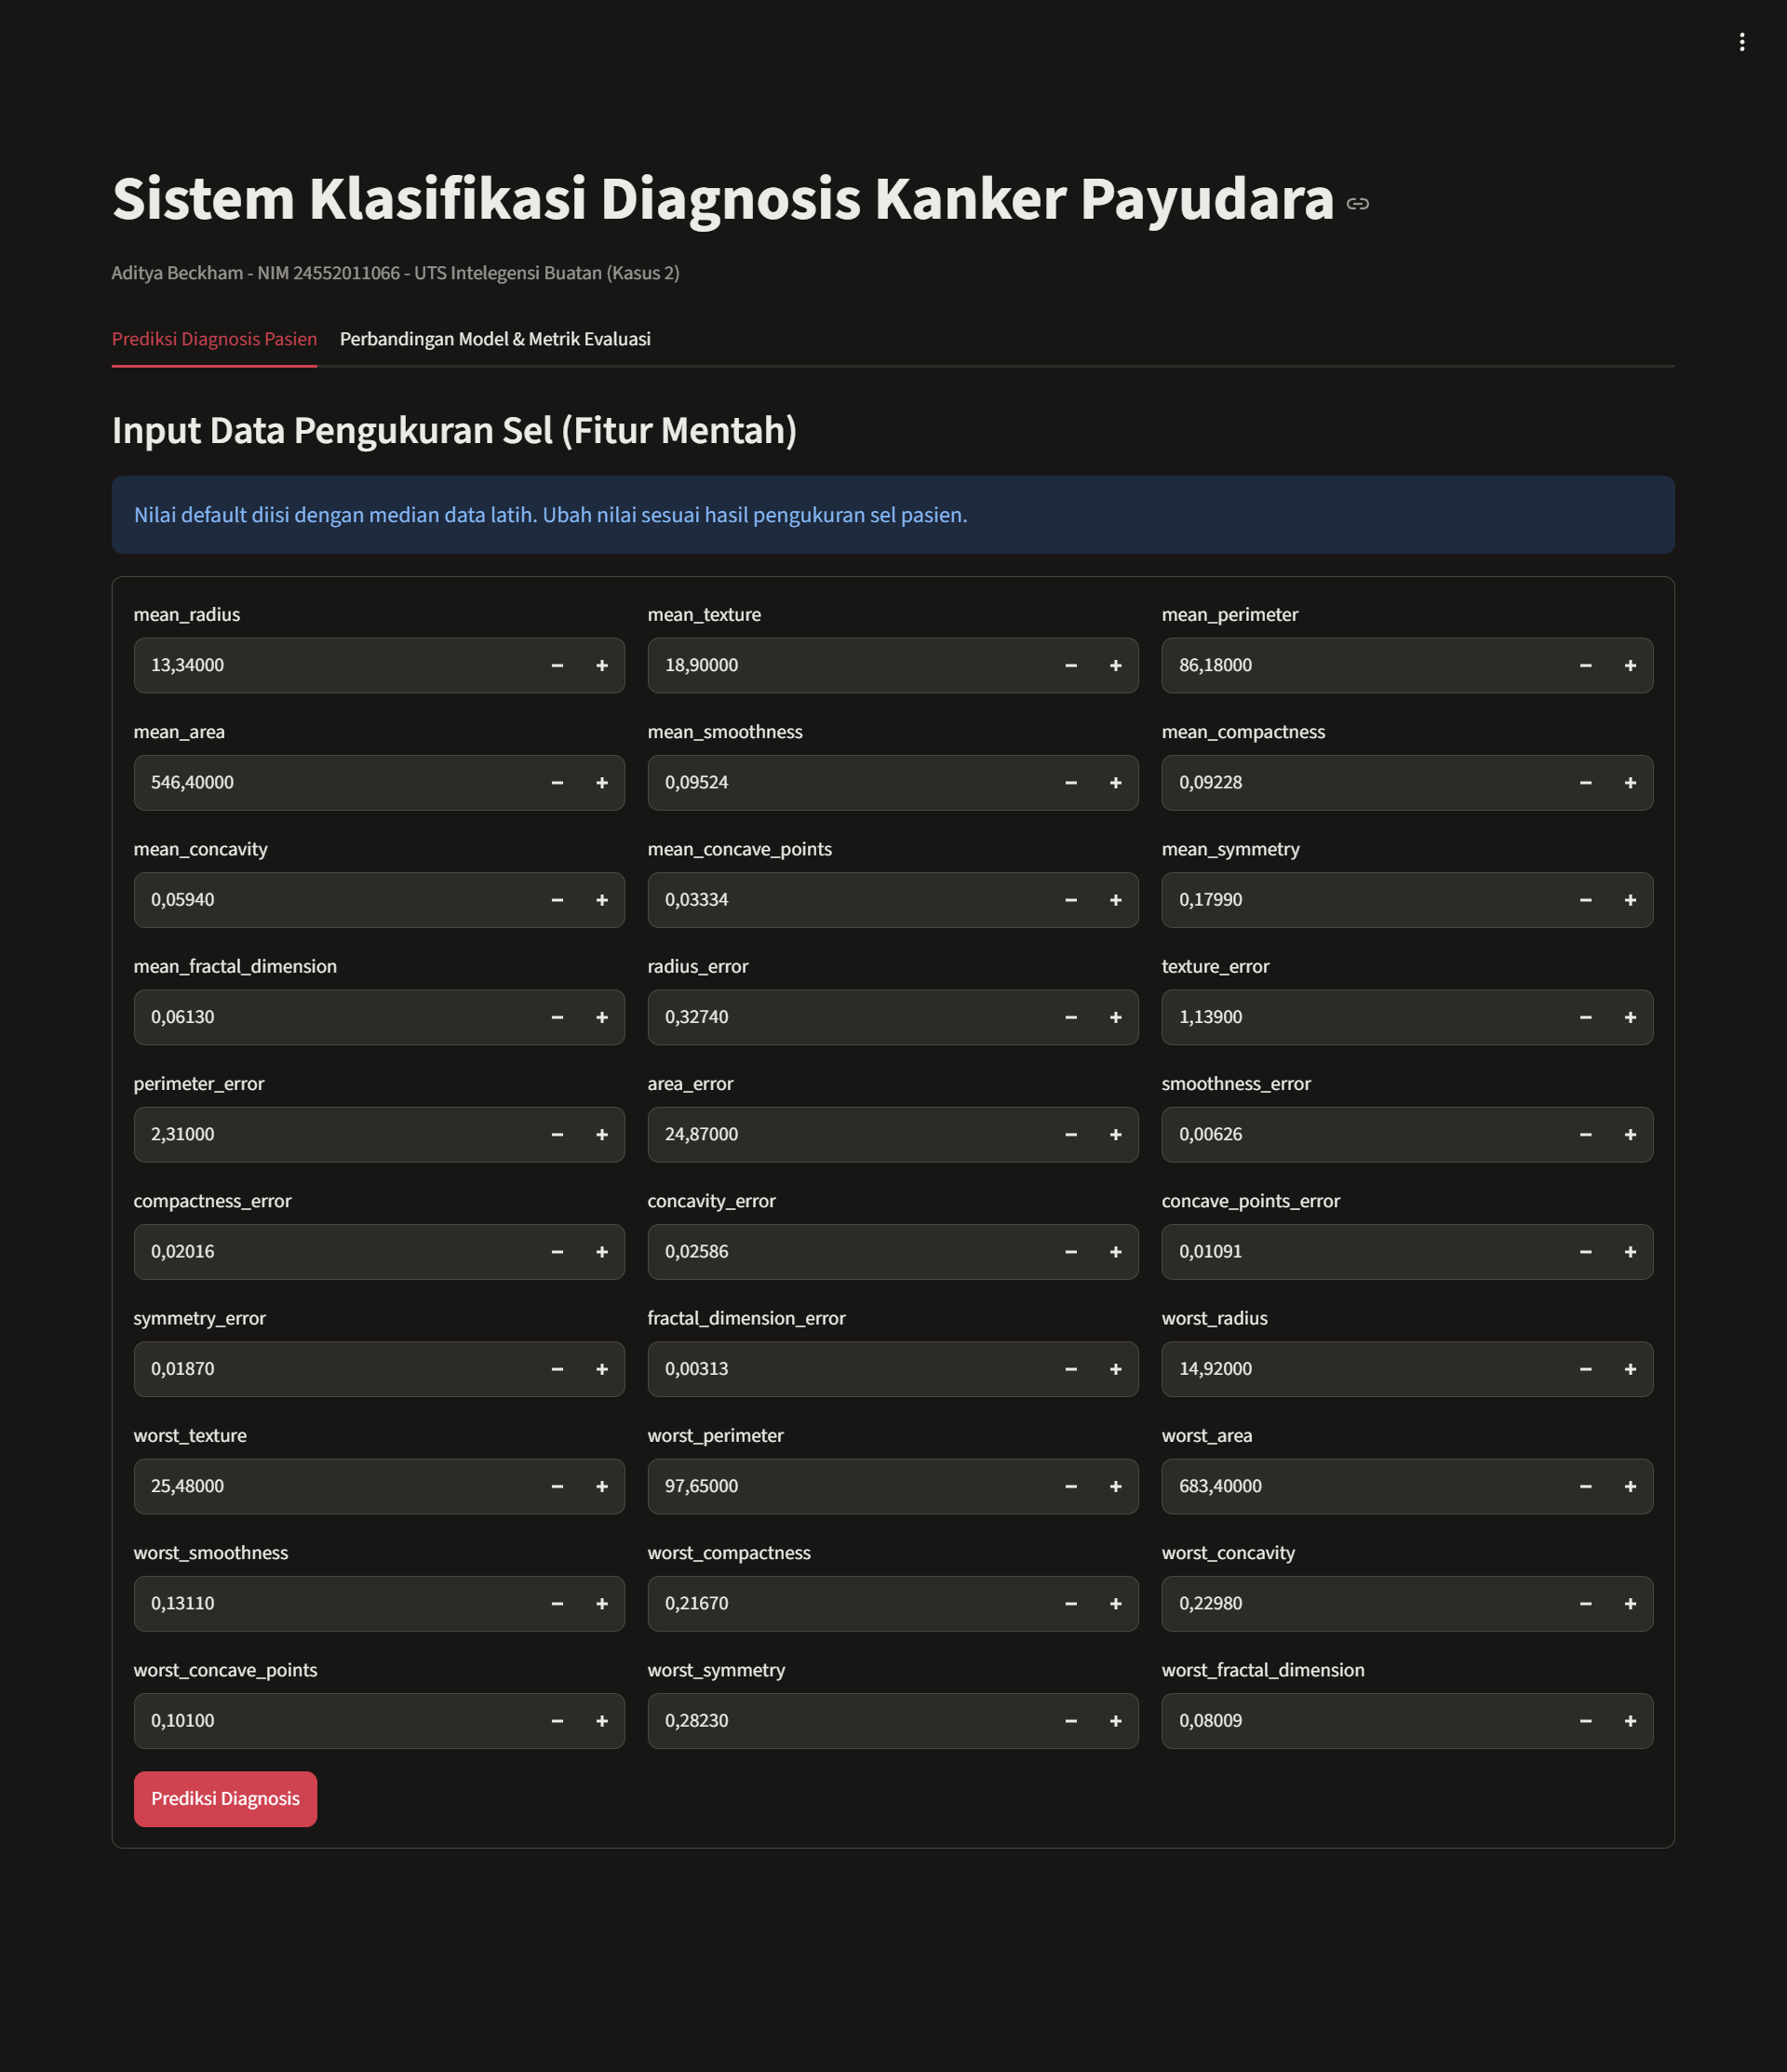 Sistem Klasifikasi Diagnosis Kanker Payudara
Aditya Beckham - NIM 24552011066 - UTS Intelegensi Buatan (Kasus 2)
Prediksi Diagnosis Pasien Perbandingan Model & Metrik Evaluasi
Input Data Pengukuran Sel (Fitur Mentah)
Nilai default diisi dengan median data latih. Ubah nilai sesuai hasil pengukuran sel pasien.
mean_radius mean_texture mean_perimeter
13,34000 18,90000 86,18000
mean_area mean_smoothness mean_compactness
546,40000 0,09524 0,09228
mean_concavity mean_concave_points mean_symmetry
0,05940 0,03334 0,17990
mean_fractal_dimension radius_error texture_error
0,06130 0,32740 1,13900
perimeter_error area_error smoothness_error
2,31000 24,87000 0,00626
compactness_error concavity_error concave_points_error
0,02016 0,02586 0,01091
symmetry_error fractal_dimension_error worst_radius
0,01870 0,00313 14,92000
worst_texture worst_perimeter worst_area
25,48000 97,65000 683,40000
worst_smoothness worst_compactness worst_concavity
0,13110 0,21670 0,22980
worst_concave_points worst_symmetry worst_fractal_dimension
0,10100 0,28230 0,08009
Prediksi Diagnosis